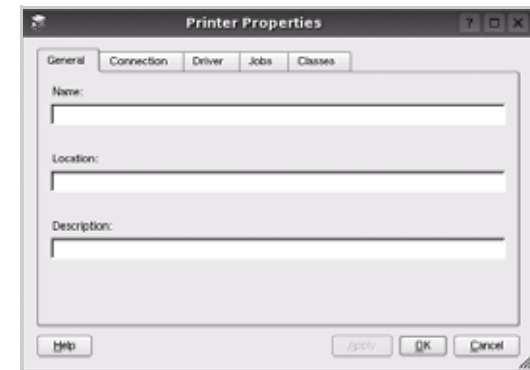 Printer Properties
General Connection Driver Jobs Classes
Name:
Location:
Description:
Help Apply OK Cancel